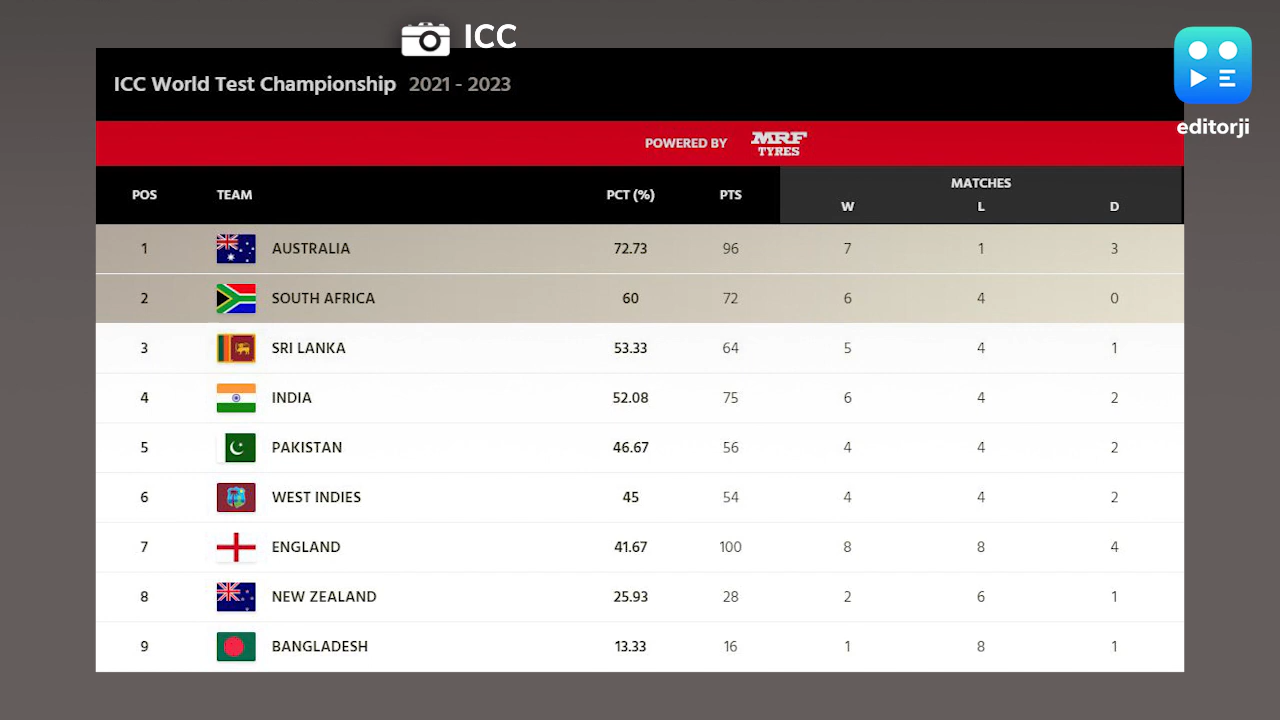 ICC
ICC World Test Championship 2021 - 2023
editorji
POWERED BY MRF TYRES
POS TEAM PCT (%) PTS MATCHES
W L D
1 AUSTRALIA 72.73 96 7 1 3
2 SOUTH AFRICA 60 72 6 4 0
3 SRI LANKA 53.33 64 5 4 1
4 INDIA 52.08 75 6 4 2
5 PAKISTAN 46.67 56 4 4 2
6 WEST INDIES 45 54 4 4 2
7 ENGLAND 41.67 100 8 8 4
8 NEW ZEALAND 25.93 28 2 6 1
9 BANGLADESH 13.33 16 1 8 1